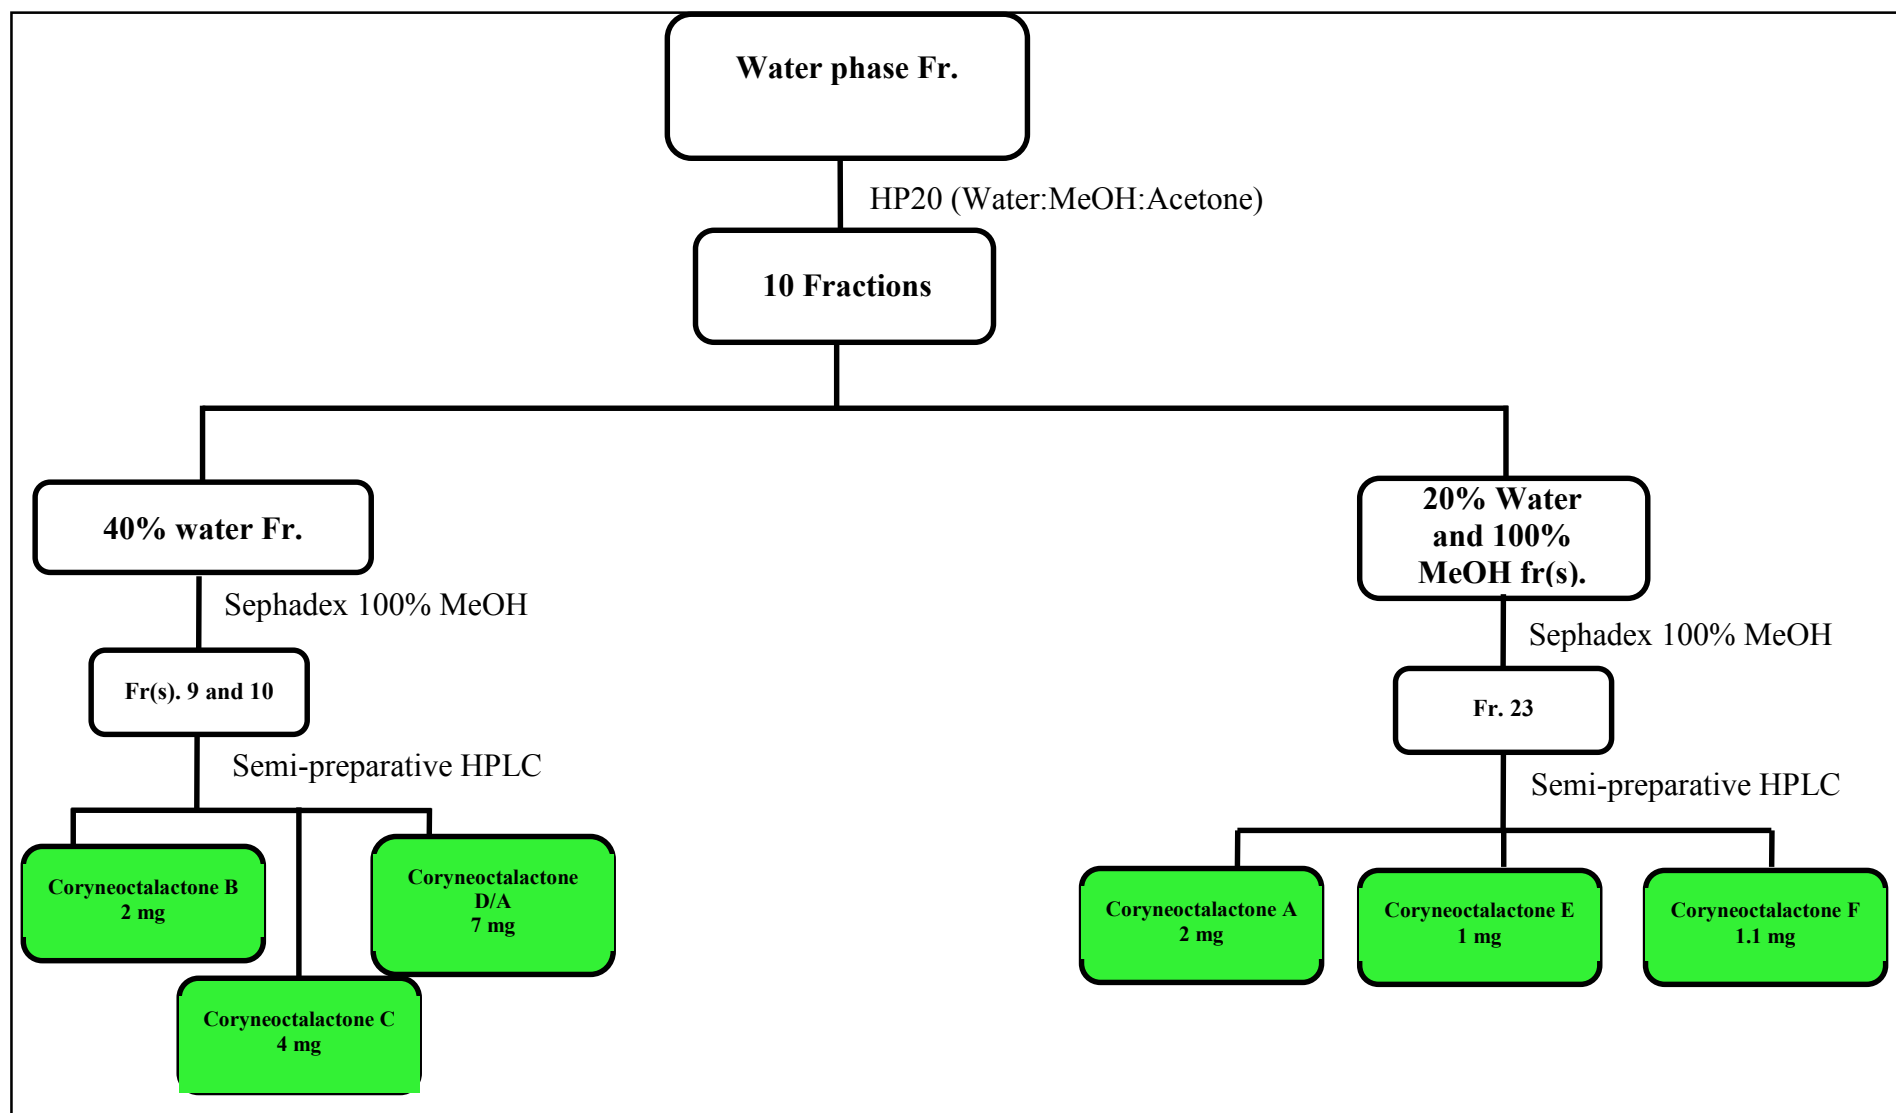 Water phase Fr.
HP20 (Water:MeOH:Acetone)
10 Fractions
40% water Fr.
Sephadex 100% MeOH
Fr(s). 9 and 10
Semi-preparative HPLC
Coryneoctalactone B
2 mg
Coryneoctalactone
D/A
7 mg
Coryneoctalactone C
4 mg
20% Water
and 100%
MeOH fr(s).
Sephadex 100% MeOH
Fr. 23
Semi-preparative HPLC
Coryneoctalactone A
2 mg
Coryneoctalactone E
1 mg
Coryneoctalactone F
1.1 mg